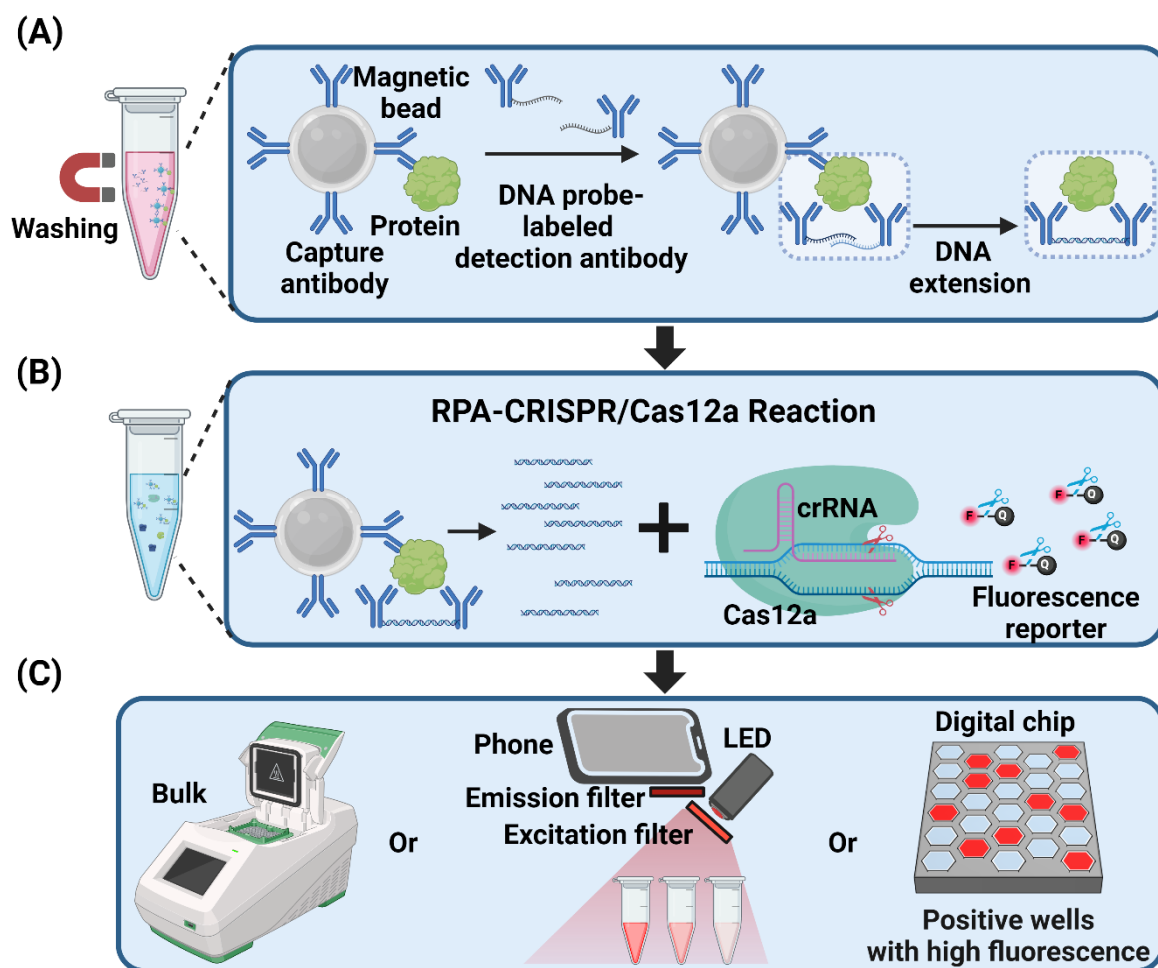 (A)
Washing
Magnetic
bead
Protein
Capture
antibody
DNA probe-
labeled
detection antibody
DNA
extension
(B)
RPA-CRISPR/Cas12a Reaction
crRNA
Cas12a
F Q
F Q
F Q
F Q
Fluorescence
reporter
(C)
Bulk
Or
Phone
LED
Emission filter
Excitation filter
Or
Digital chip
Positive wells
with high fluorescence